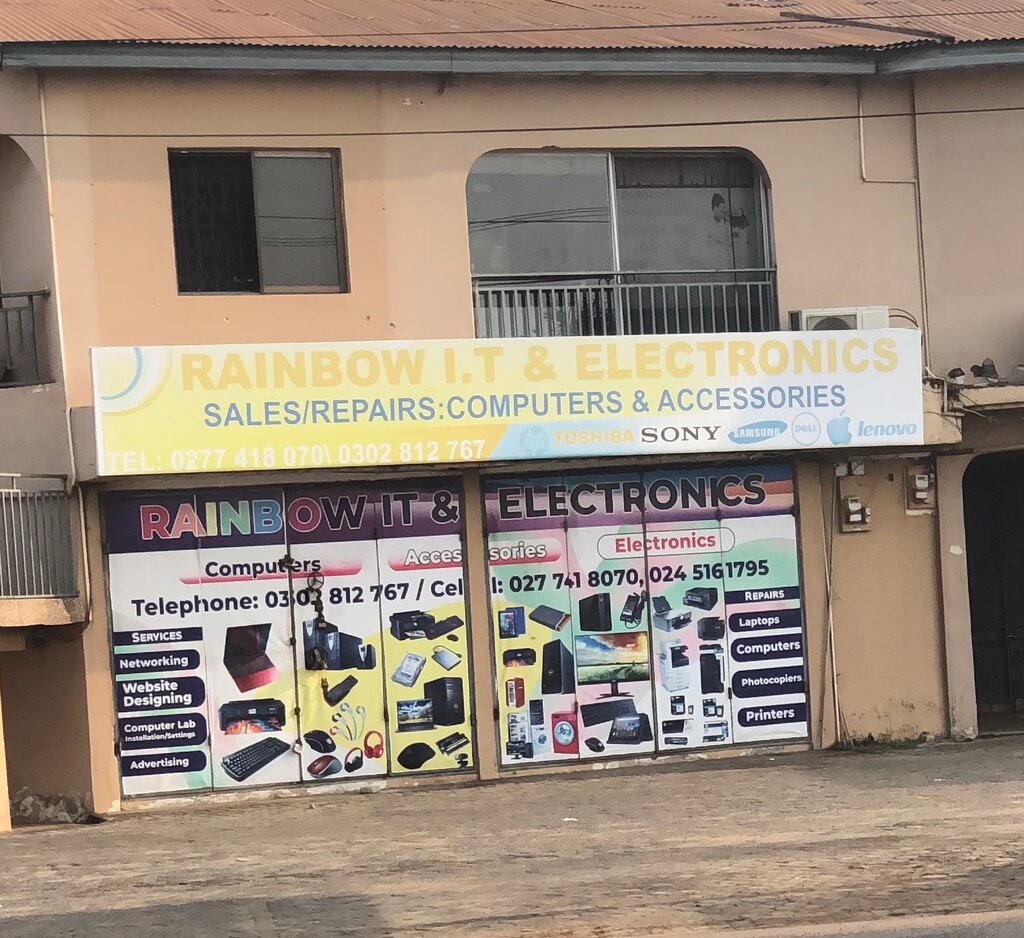 RAINBOW I.T & ELECTRONICS
SALES/REPAIRS:COMPUTERS & ACCESSORIES
TEL: 0277 418 070\ 0302 812 767
hp TOSHIBA SONY SAMSUNG DELL lenovo
RAINBOW IT & ELECTRONICS
Computers Accessories Electronics
Telephone: 0302 812 767 / Cell: 027 741 8070, 024 5161795
SERVICES
Networking
Website
Designing
Computer Lab
Installation/Settings
Advertising
REPAIRS
Laptops
Computers
Photocopiers
Printers